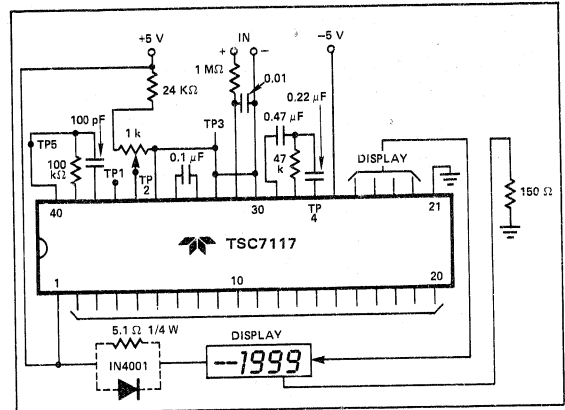 +5 V
IN
−5 V
+ −
1 MΩ
0.01
24 KΩ
0.22 μF
100 pF
0.47 μF
TP3
1 k
TP5
DISPLAY
0.1 μF
47 k
100 kΩ
TP1
TP 2
150 Ω
40
30
TP 4
21
TSC7117
1
10
20
5.1 Ω 1/4 W
DISPLAY
IN4001
--1999